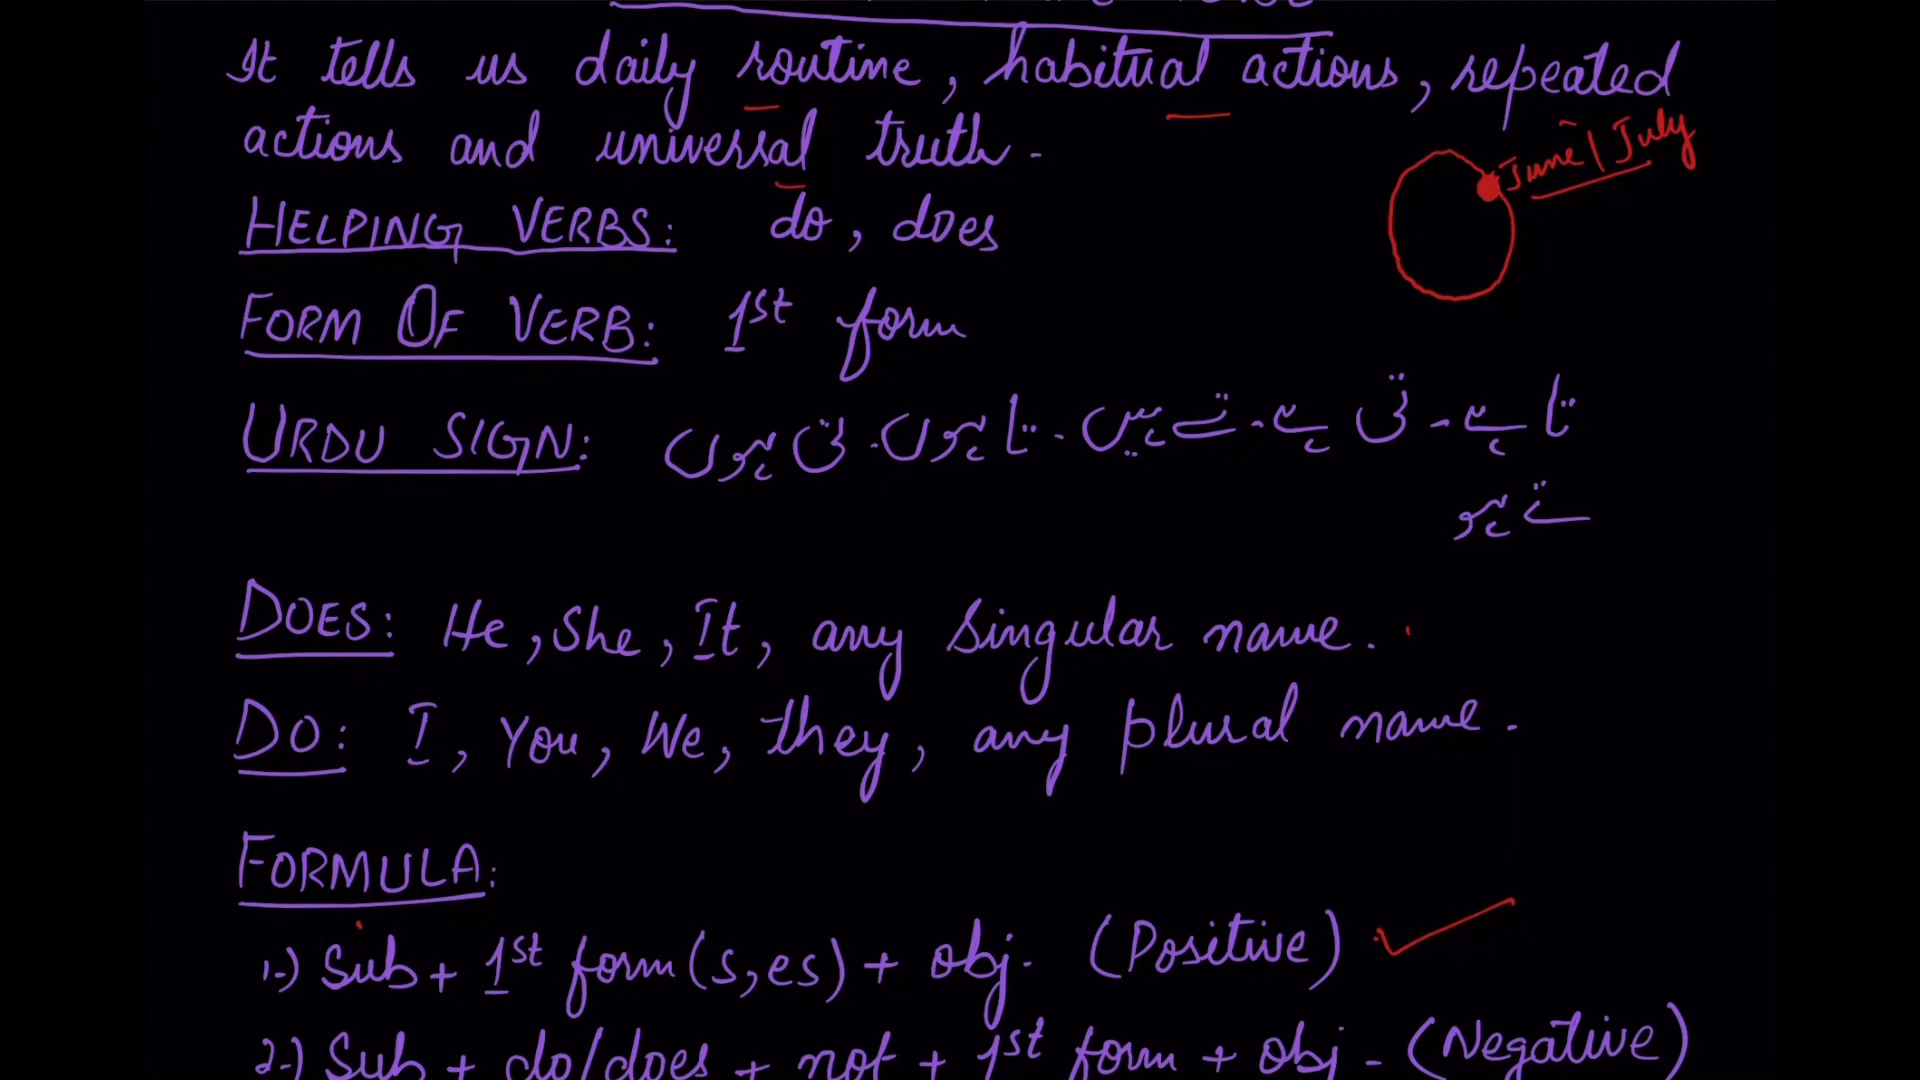 It tells us daily routine, habitual actions, repeated
actions and universal truth.
June/July
HELPING VERBS: do, does
FORM OF VERB: 1st form
URDU SIGN: تا ہے۔ تی ہے۔ تے ہیں۔ تا ہوں۔ تی ہوں
تے ہو
DOES: He, She, It, any singular name.
DO: I, You, We, they, any plural name.
FORMULA:
1.) Sub + 1st form (s, es) + obj. (Positive)
2.) Sub + do/does + not + 1st form + obj. (Negative)